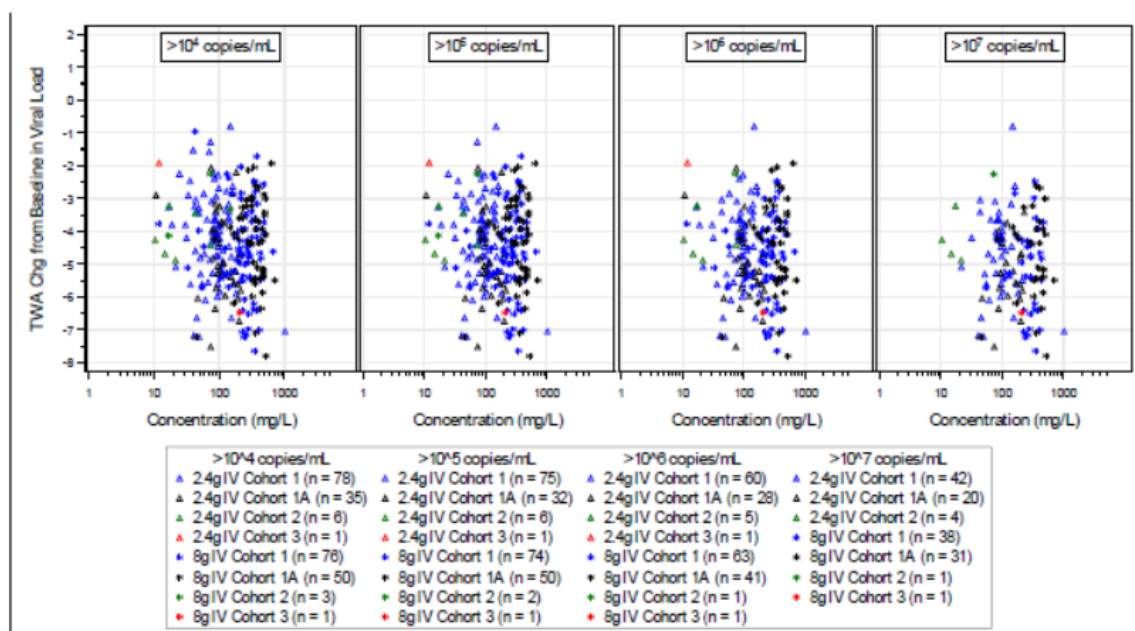 >10⁴ copies/mL >10⁵ copies/mL >10⁶ copies/mL >10⁷ copies/mL
TWA Chg from Baseline in Viral Load
2
1
0
-1
-2
-3
-4
-5
-6
-7
-8
1 10 100 1000 1 10 100 1000 1 10 100 1000 1 10 100 1000
Concentration (mg/L) Concentration (mg/L) Concentration (mg/L) Concentration (mg/L)
>10^4 copies/mL >10^5 copies/mL >10^6 copies/mL >10^7 copies/mL
2.4g IV Cohort 1 (n = 78) 2.4g IV Cohort 1 (n = 75) 2.4g IV Cohort 1 (n = 60) 2.4g IV Cohort 1 (n = 42)
2.4g IV Cohort 1A (n = 35) 2.4g IV Cohort 1A (n = 32) 2.4g IV Cohort 1A (n = 28) 2.4g IV Cohort 1A (n = 20)
2.4g IV Cohort 2 (n = 6) 2.4g IV Cohort 2 (n = 6) 2.4g IV Cohort 2 (n = 5) 2.4g IV Cohort 2 (n = 4)
2.4g IV Cohort 3 (n = 1) 2.4g IV Cohort 3 (n = 1) 2.4g IV Cohort 3 (n = 1) 8g IV Cohort 1 (n = 38)
8g IV Cohort 1 (n = 76) 8g IV Cohort 1 (n = 74) 8g IV Cohort 1 (n = 63) 8g IV Cohort 1A (n = 31)
8g IV Cohort 1A (n = 50) 8g IV Cohort 1A (n = 50) 8g IV Cohort 1A (n = 41) 8g IV Cohort 2 (n = 1)
8g IV Cohort 2 (n = 3) 8g IV Cohort 2 (n = 2) 8g IV Cohort 2 (n = 1) 8g IV Cohort 3 (n = 1)
8g IV Cohort 3 (n = 1) 8g IV Cohort 3 (n = 1) 8g IV Cohort 3 (n = 1)